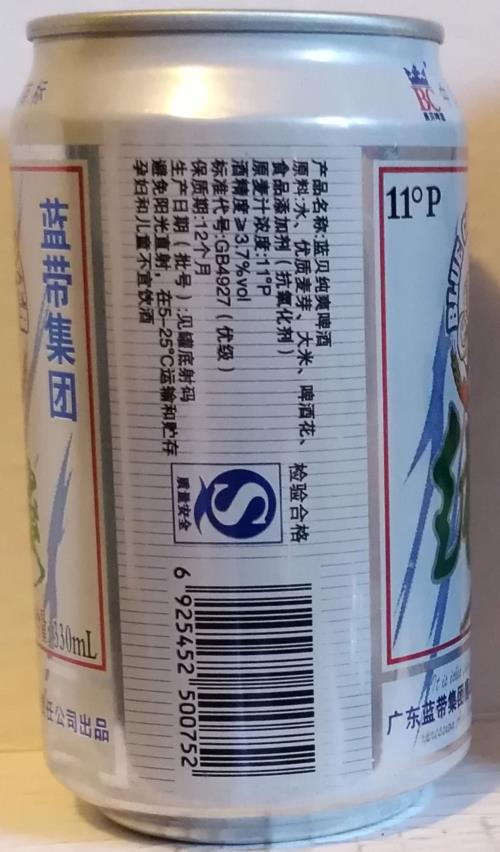 蓝带集团
330mL
任公司出品
产品名称:蓝贝纯爽啤酒
原料:水、优质麦芽、大米、啤酒花、
食品添加剂(抗氧化剂)
原麦汁浓度:11°P
酒精度≥3.7%vol
标准代号:GB4927(优级)
保质期:12个月
生产日期(批号):见罐底射码
避免阳光直射，在5-25°C运输和贮存
孕妇和儿童不宜饮酒
检验合格
质量安全
6 925452 500752
BC
11°P
BLUE
广东蓝带集团